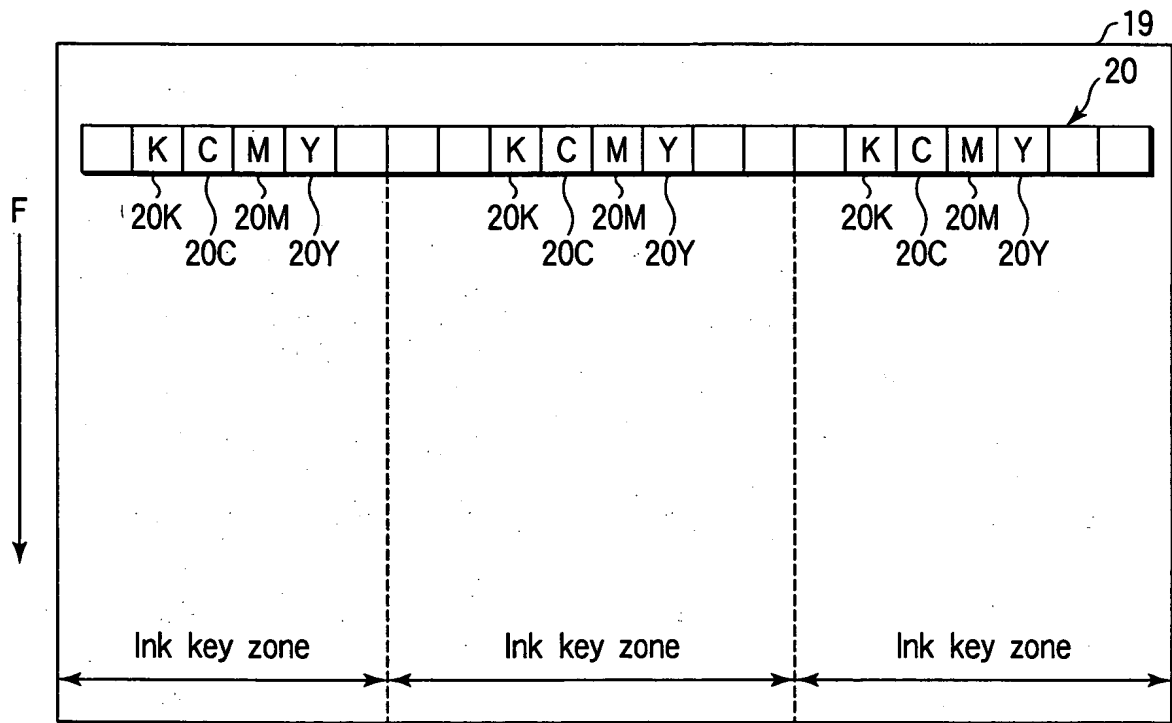 19
20
K C M Y K C M Y K C M Y
20K 20M 20K 20M 20K 20M
F
20C 20Y 20C 20Y 20C 20Y
Ink key zone Ink key zone Ink key zone